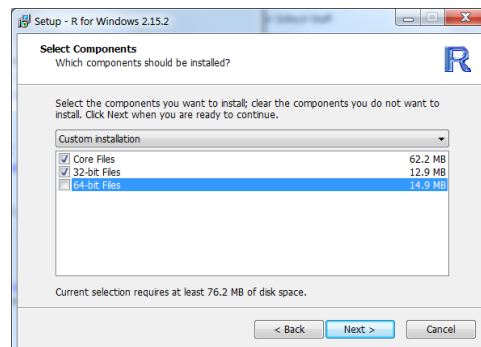 Setup - R for Windows 2.15.2
Select Components
Which components should be installed?
R
Select the components you want to install; clear the components you do not want to
install. Click Next when you are ready to continue.
Custom installation
Core Files 62.2 MB
32-bit Files 12.9 MB
64-bit Files 14.9 MB
Current selection requires at least 76.2 MB of disk space.
< Back Next > Cancel